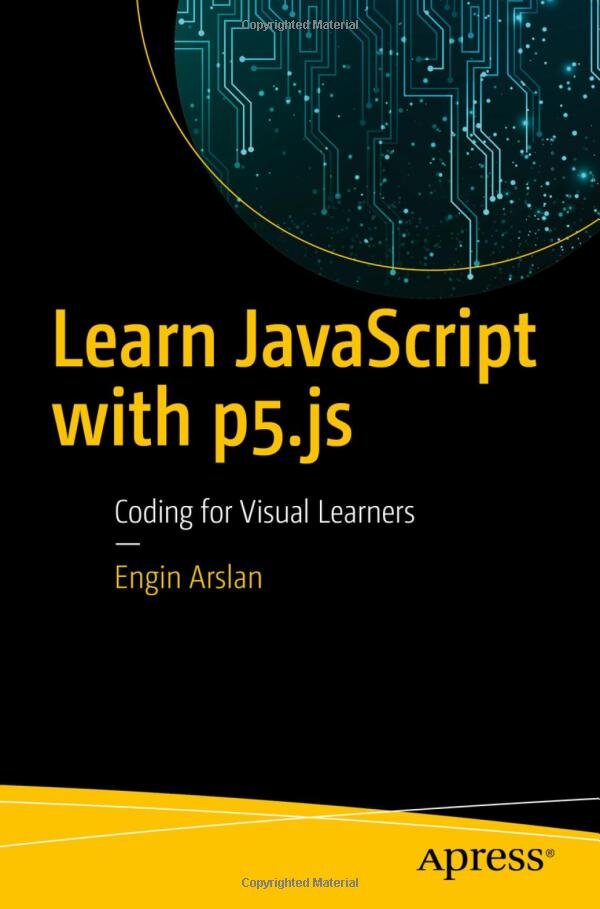 Copyrighted Material
Learn JavaScript
with p5.js
Coding for Visual Learners
—
Engin Arslan
Apress®
Copyrighted Material